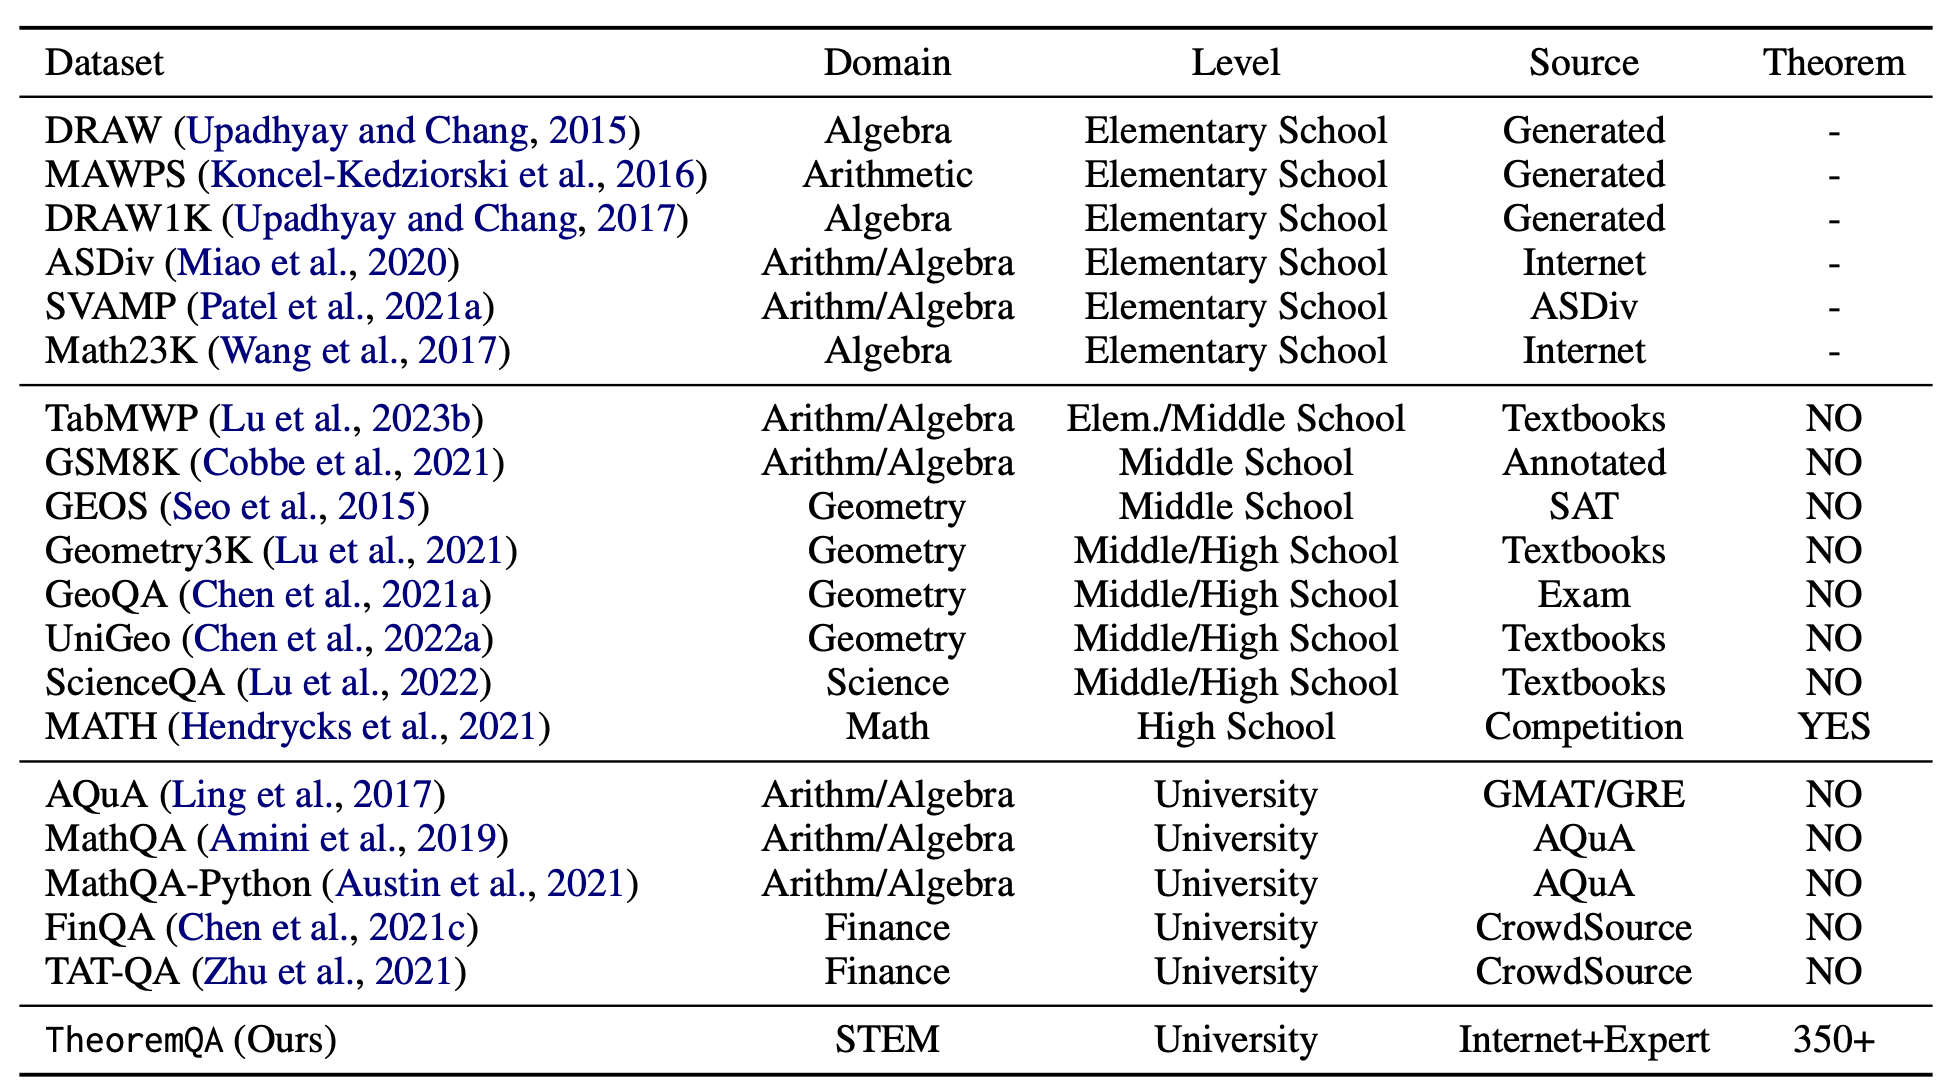 Dataset Domain Level Source Theorem
DRAW (Upadhyay and Chang, 2015) Algebra Elementary School Generated -
MAWPS (Koncel-Kedziorski et al., 2016) Arithmetic Elementary School Generated -
DRAW1K (Upadhyay and Chang, 2017) Algebra Elementary School Generated -
ASDiv (Miao et al., 2020) Arithm/Algebra Elementary School Internet -
SVAMP (Patel et al., 2021a) Arithm/Algebra Elementary School ASDiv -
Math23K (Wang et al., 2017) Algebra Elementary School Internet -
TabMWP (Lu et al., 2023b) Arithm/Algebra Elem./Middle School Textbooks NO
GSM8K (Cobbe et al., 2021) Arithm/Algebra Middle School Annotated NO
GEOS (Seo et al., 2015) Geometry Middle School SAT NO
Geometry3K (Lu et al., 2021) Geometry Middle/High School Textbooks NO
GeoQA (Chen et al., 2021a) Geometry Middle/High School Exam NO
UniGeo (Chen et al., 2022a) Geometry Middle/High School Textbooks NO
ScienceQA (Lu et al., 2022) Science Middle/High School Textbooks NO
MATH (Hendrycks et al., 2021) Math High School Competition YES
AQuA (Ling et al., 2017) Arithm/Algebra University GMAT/GRE NO
MathQA (Amini et al., 2019) Arithm/Algebra University AQuA NO
MathQA-Python (Austin et al., 2021) Arithm/Algebra University AQuA NO
FinQA (Chen et al., 2021c) Finance University CrowdSource NO
TAT-QA (Zhu et al., 2021) Finance University CrowdSource NO
TheoremQA (Ours) STEM University Internet+Expert 350+